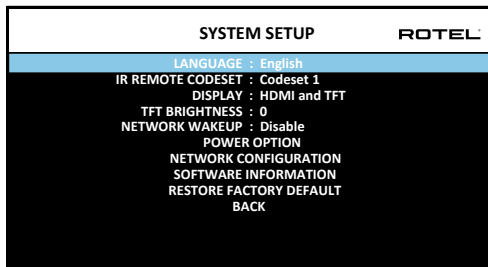 SYSTEM SETUP ROTEL
LANGUAGE : English
IR REMOTE CODESET : Codeset 1
DISPLAY : HDMI and TFT
TFT BRIGHTNESS : 0
NETWORK WAKEUP : Disable
POWER OPTION
NETWORK CONFIGURATION
SOFTWARE INFORMATION
RESTORE FACTORY DEFAULT
BACK